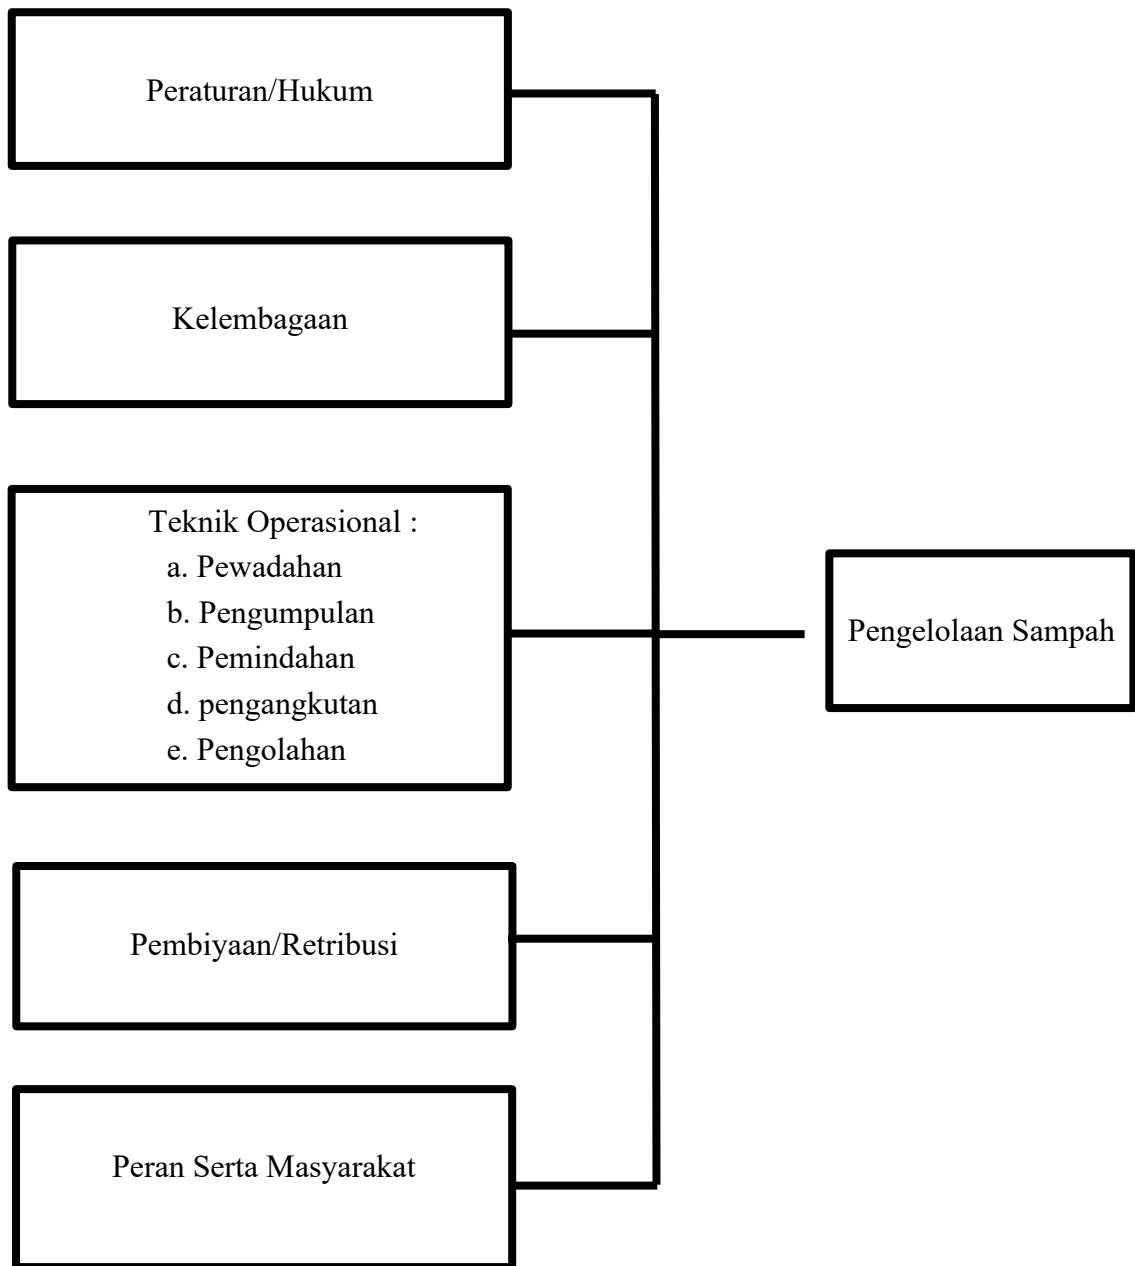 Peraturan/Hukum
Kelembagaan
Teknik Operasional :
a. Pewadahan
b. Pengumpulan
c. Pemindahan
d. pengangkutan
e. Pengolahan
Pengelolaan Sampah
Pembiyaan/Retribusi
Peran Serta Masyarakat